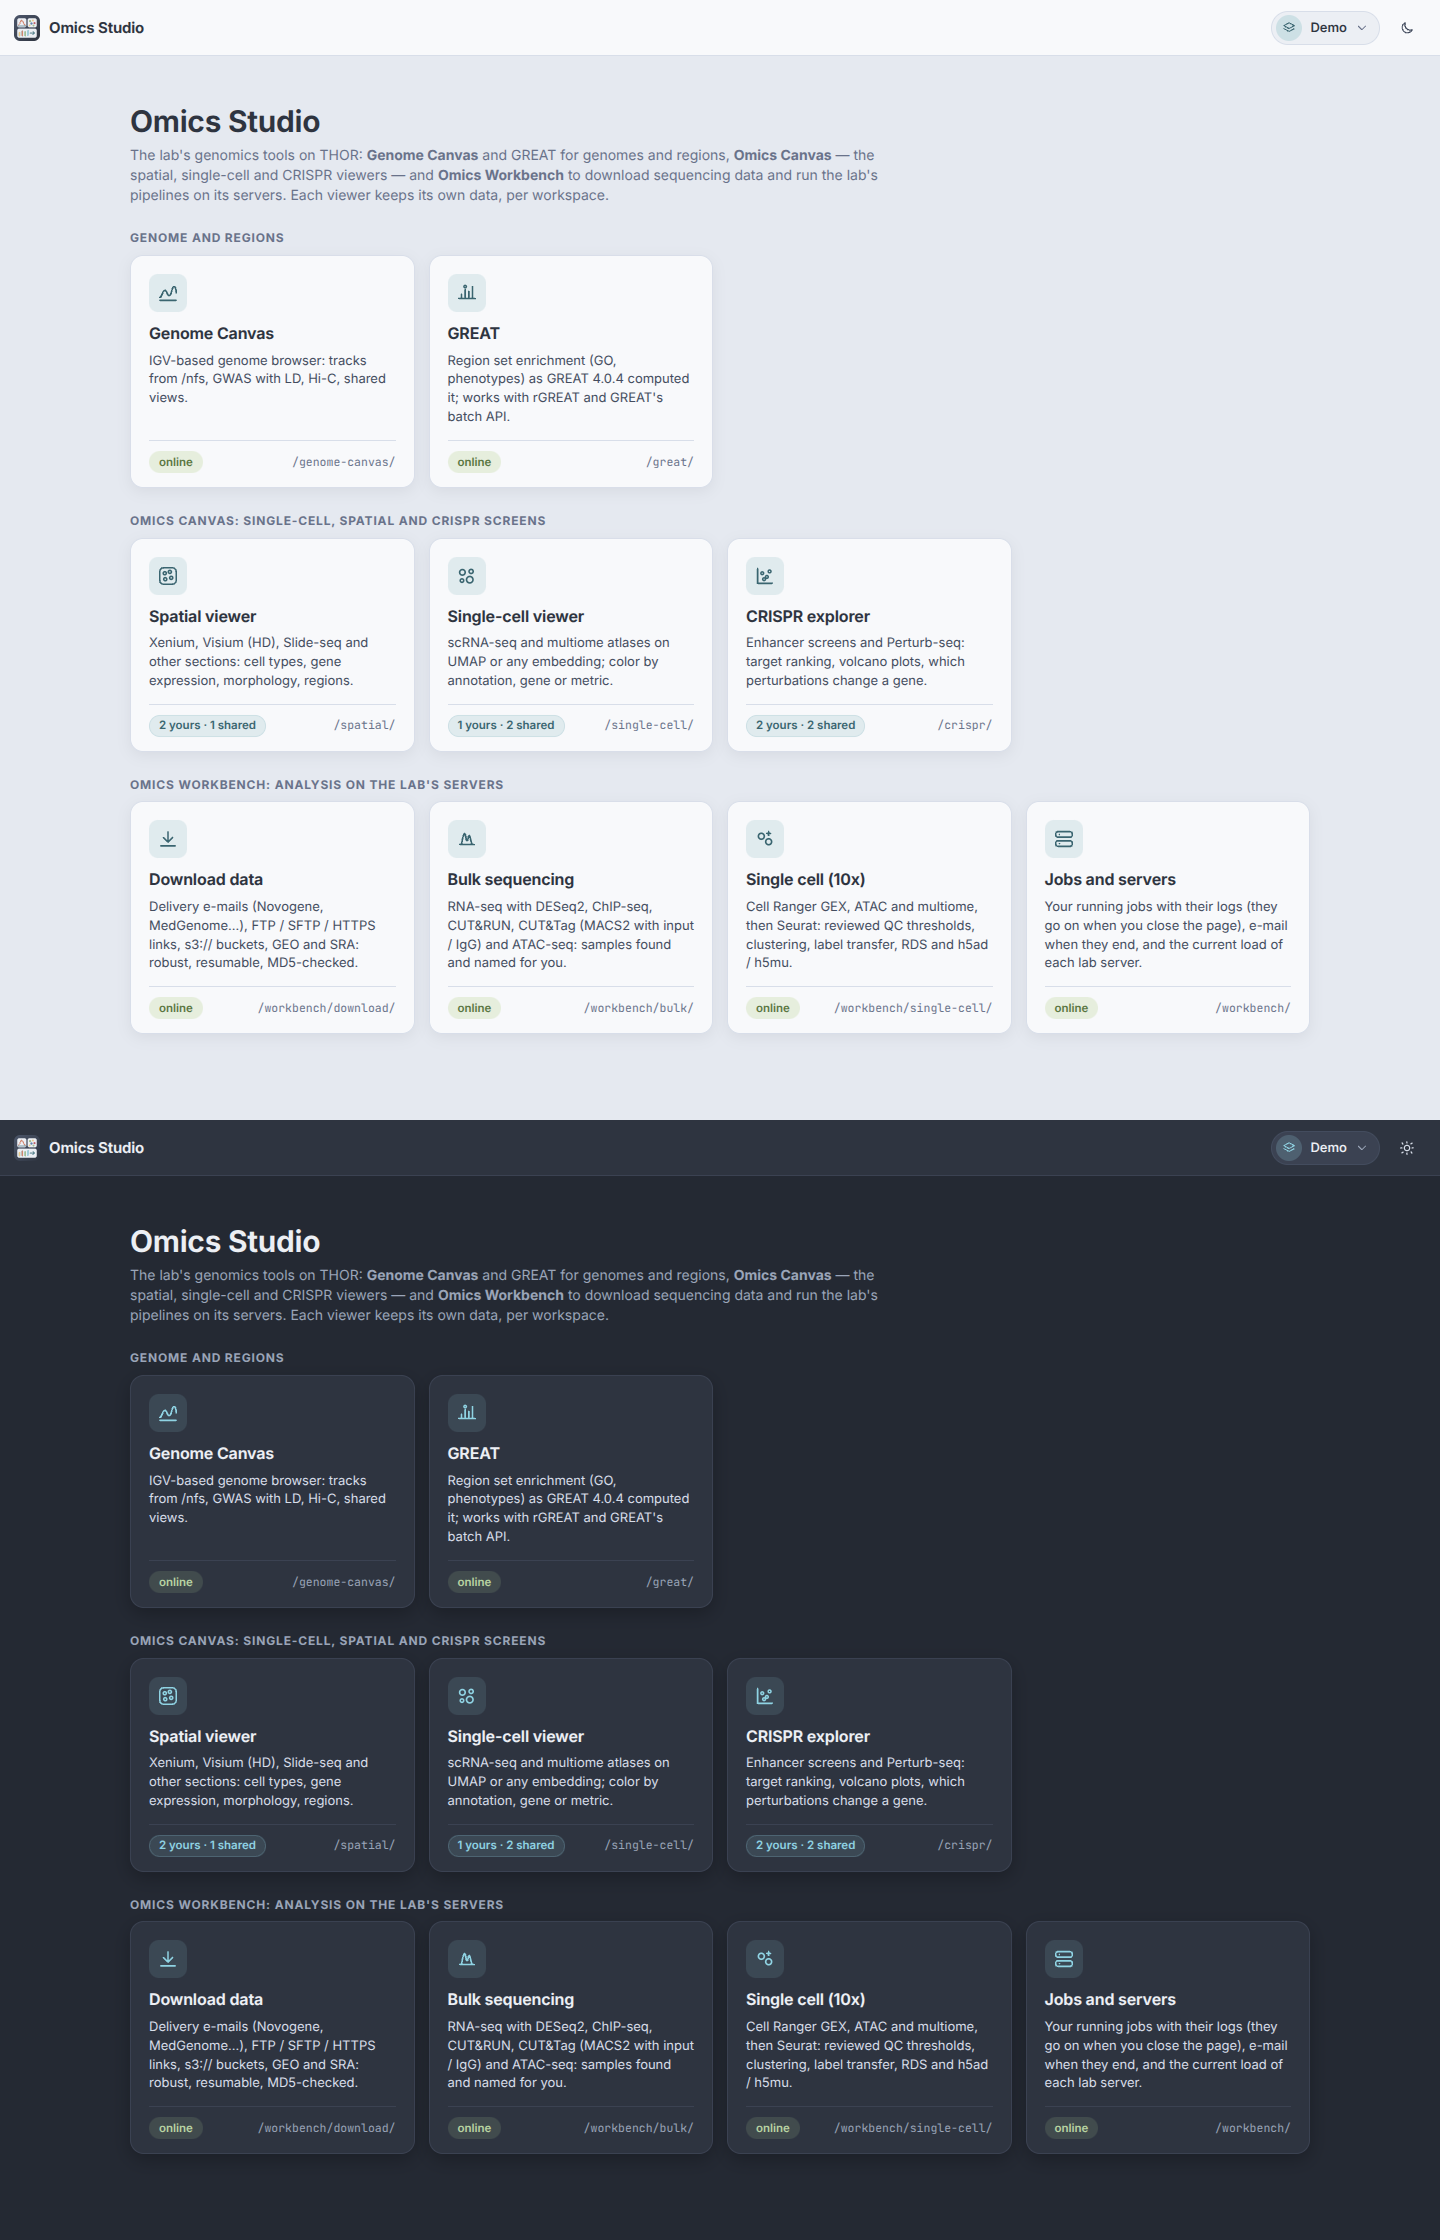 Omics Studio
Demo
Omics Studio
The lab's genomics tools on THOR: Genome Canvas and GREAT for genomes and regions, Omics Canvas — the
spatial, single-cell and CRISPR viewers — and Omics Workbench to download sequencing data and run the lab's
pipelines on its servers. Each viewer keeps its own data, per workspace.
GENOME AND REGIONS
Genome Canvas
IGV-based genome browser: tracks
from /nfs, GWAS with LD, Hi-C, shared
views.
online
/genome-canvas/
GREAT
Region set enrichment (GO,
phenotypes) as GREAT 4.0.4 computed
it; works with rGREAT and GREAT's
batch API.
online
/great/
OMICS CANVAS: SINGLE-CELL, SPATIAL AND CRISPR SCREENS
Spatial viewer
Xenium, Visium (HD), Slide-seq and
other sections: cell types, gene
expression, morphology, regions.
2 yours · 1 shared
/spatial/
Single-cell viewer
scRNA-seq and multiome atlases on
UMAP or any embedding; color by
annotation, gene or metric.
1 yours · 2 shared
/single-cell/
CRISPR explorer
Enhancer screens and Perturb-seq:
target ranking, volcano plots, which
perturbations change a gene.
2 yours · 2 shared
/crispr/
OMICS WORKBENCH: ANALYSIS ON THE LAB'S SERVERS
Download data
Delivery e-mails (Novogene,
MedGenome...), FTP / SFTP / HTTPS
links, s3:// buckets, GEO and SRA:
robust, resumable, MD5-checked.
online
/workbench/download/
Bulk sequencing
RNA-seq with DESeq2, ChIP-seq,
CUT&RUN, CUT&Tag (MACS2 with input
/ IgG) and ATAC-seq: samples found
and named for you.
online
/workbench/bulk/
Single cell (10x)
Cell Ranger GEX, ATAC and multiome,
then Seurat: reviewed QC thresholds,
clustering, label transfer, RDS and h5ad
/ h5mu.
online
/workbench/single-cell/
Jobs and servers
Your running jobs with their logs (they
go on when you close the page), e-mail
when they end, and the current load of
each lab server.
online
/workbench/
Omics Studio
Demo
Omics Studio
The lab's genomics tools on THOR: Genome Canvas and GREAT for genomes and regions, Omics Canvas — the
spatial, single-cell and CRISPR viewers — and Omics Workbench to download sequencing data and run the lab's
pipelines on its servers. Each viewer keeps its own data, per workspace.
GENOME AND REGIONS
Genome Canvas
IGV-based genome browser: tracks
from /nfs, GWAS with LD, Hi-C, shared
views.
online
/genome-canvas/
GREAT
Region set enrichment (GO,
phenotypes) as GREAT 4.0.4 computed
it; works with rGREAT and GREAT's
batch API.
online
/great/
OMICS CANVAS: SINGLE-CELL, SPATIAL AND CRISPR SCREENS
Spatial viewer
Xenium, Visium (HD), Slide-seq and
other sections: cell types, gene
expression, morphology, regions.
2 yours · 1 shared
/spatial/
Single-cell viewer
scRNA-seq and multiome atlases on
UMAP or any embedding; color by
annotation, gene or metric.
1 yours · 2 shared
/single-cell/
CRISPR explorer
Enhancer screens and Perturb-seq:
target ranking, volcano plots, which
perturbations change a gene.
2 yours · 2 shared
/crispr/
OMICS WORKBENCH: ANALYSIS ON THE LAB'S SERVERS
Download data
Delivery e-mails (Novogene,
MedGenome...), FTP / SFTP / HTTPS
links, s3:// buckets, GEO and SRA:
robust, resumable, MD5-checked.
online
/workbench/download/
Bulk sequencing
RNA-seq with DESeq2, ChIP-seq,
CUT&RUN, CUT&Tag (MACS2 with input
/ IgG) and ATAC-seq: samples found
and named for you.
online
/workbench/bulk/
Single cell (10x)
Cell Ranger GEX, ATAC and multiome,
then Seurat: reviewed QC thresholds,
clustering, label transfer, RDS and h5ad
/ h5mu.
online
/workbench/single-cell/
Jobs and servers
Your running jobs with their logs (they
go on when you close the page), e-mail
when they end, and the current load of
each lab server.
online
/workbench/